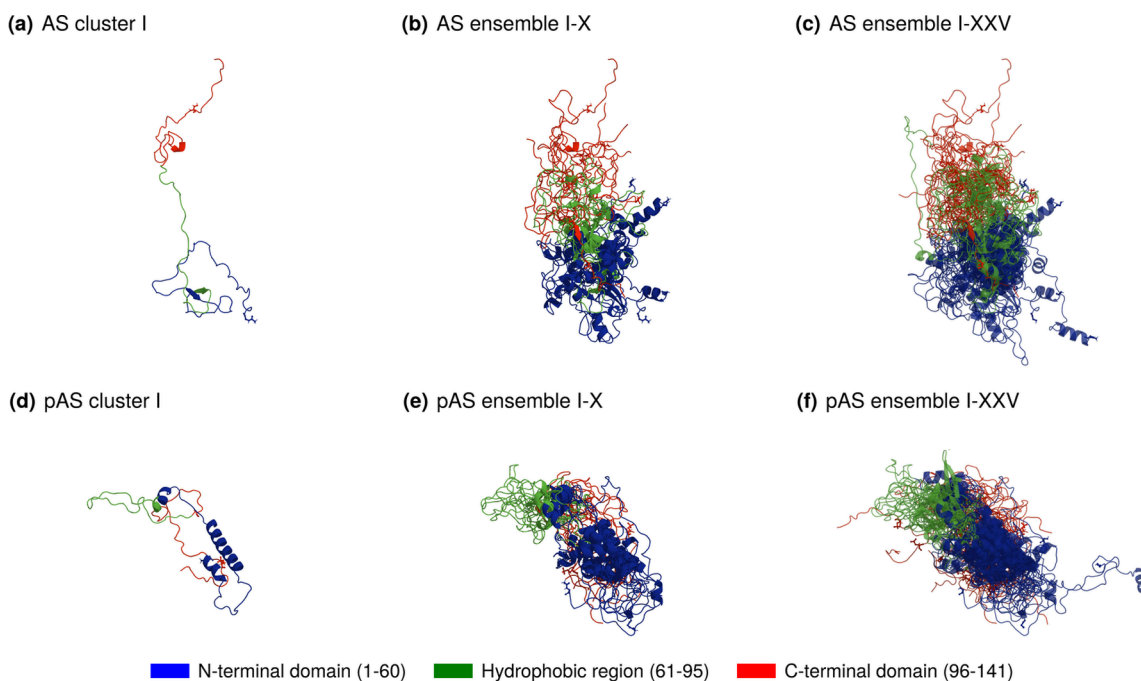 (a) AS cluster I
(b) AS ensemble I-X
(c) AS ensemble I-XXV
(d) pAS cluster I
(e) pAS ensemble I-X
(f) pAS ensemble I-XXV
N-terminal domain (1-60)
Hydrophobic region (61-95)
C-terminal domain (96-141)